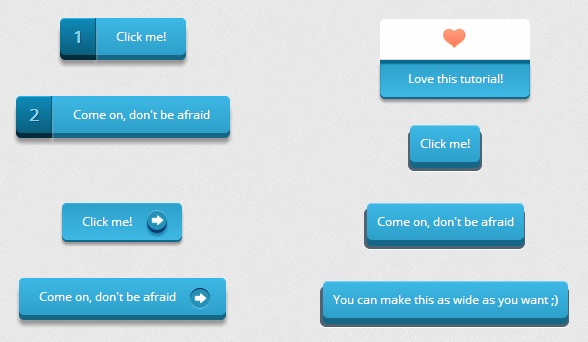 1 Click me!
2 Come on, don't be afraid
Click me!
Come on, don't be afraid
Love this tutorial!
Click me!
Come on, don't be afraid
You can make this as wide as you want ;)